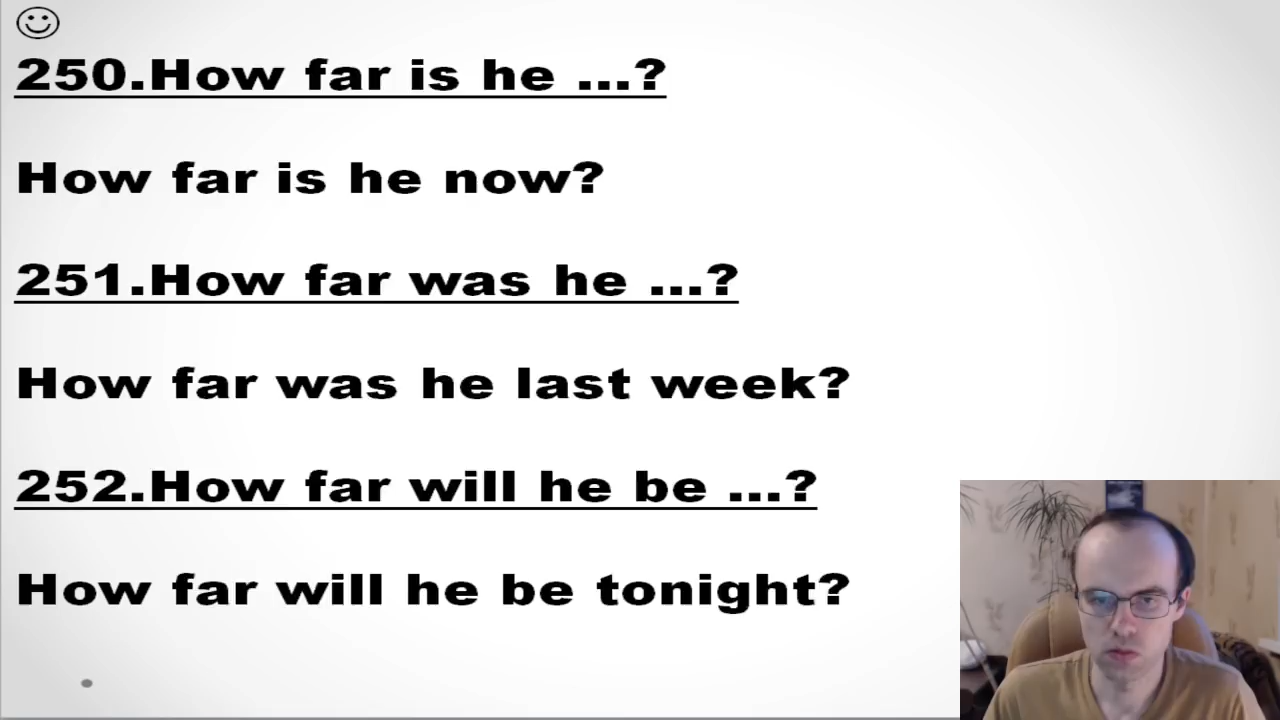 250.How far is he ...?
How far is he now?
251.How far was he ...?
How far was he last week?
252.How far will he be ...?
How far will he be tonight?